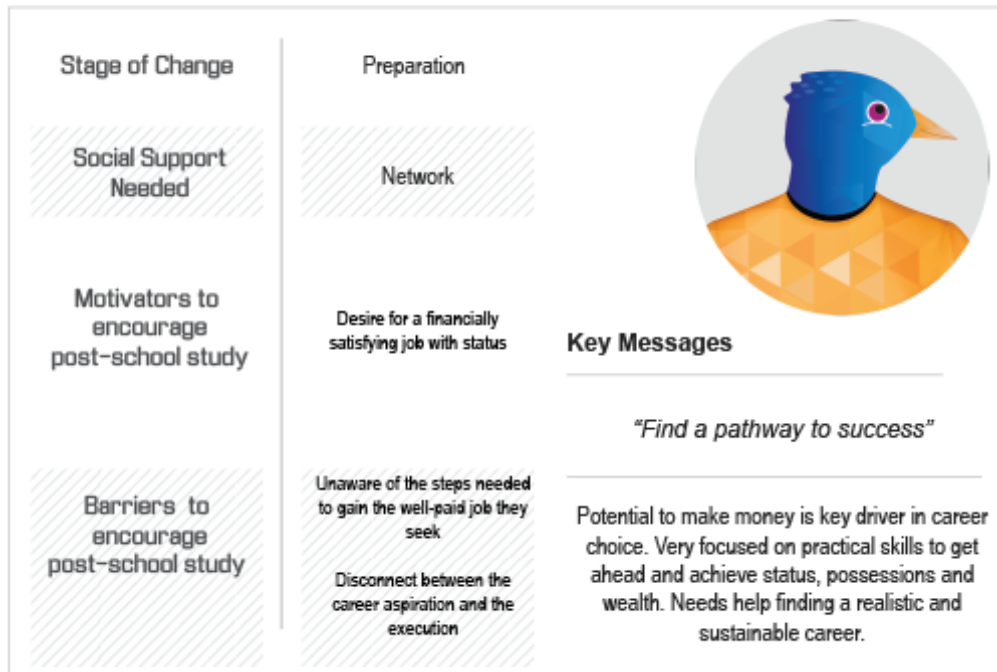 Stage of Change
Preparation
Social Support
Needed
Network
Motivators to
encourage
post-school study
Desire for a financially
satisfying job with status
Barriers to
encourage
post-school study
Unaware of the steps needed
to gain the well-paid job they
seek
Disconnect between the
career aspiration and the
execution
Key Messages
“Find a pathway to success”
Potential to make money is key driver in career
choice. Very focused on practical skills to get
ahead and achieve status, possessions and
wealth. Needs help finding a realistic and
sustainable career.